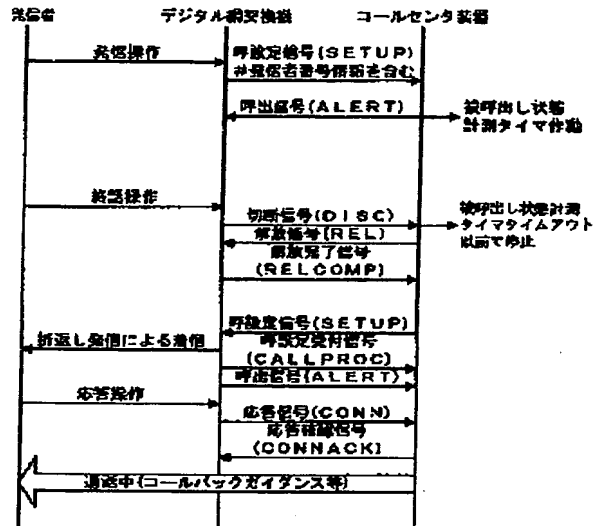 発信者
デジタル網交換機
コールセンタ装置
発信操作
呼設定信号(SETUP)
#発信者番号情報を含む
呼出信号(ALERT)
被呼出し状態
計測タイマ作動
終話操作
切断信号(DISC)
解放信号(REL)
解放完了信号
(RELCOMP)
被呼出し状態計測
タイマタイムアウト
以前で停止
呼設定信号(SETUP)
折返し発信による着信
呼設定受付信号
(CALLPROC)
呼出信号(ALERT)
応答操作
応答信号(CONN)
応答確認信号
(CONNACK)
通話中(コールバックガイダンス等)